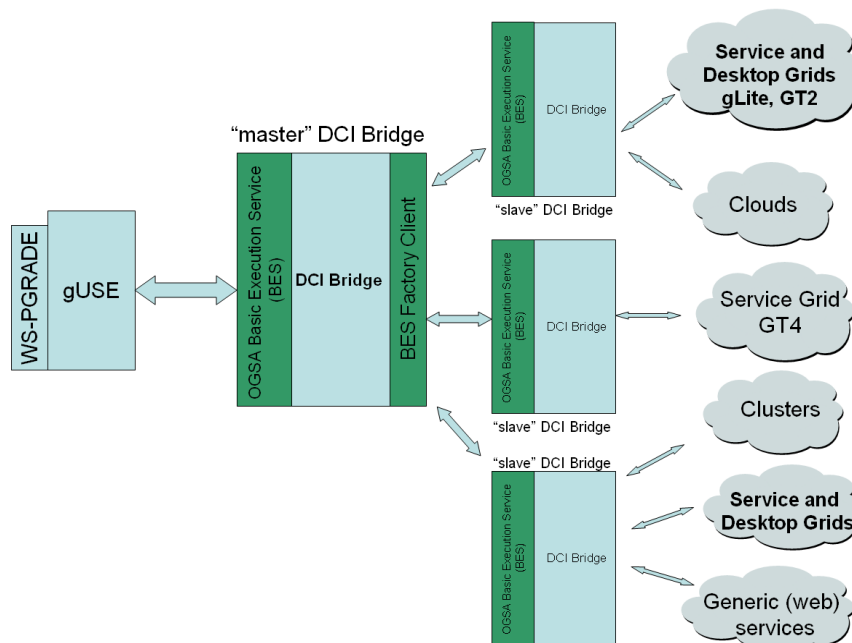 WS-PGRADE
gUSE
“master” DCI Bridge
OGSA Basic Execution Service
(BES)
DCI Bridge
BES Factory Client
OGSA Basic Execution Service
(BES)
DCI Bridge
“slave” DCI Bridge
OGSA Basic Execution Service
(BES)
DCI Bridge
“slave” DCI Bridge
“slave” DCI Bridge
OGSA Basic Execution Service
(BES)
DCI Bridge
Service and
Desktop Grids
gLite, GT2
Clouds
Service Grid
GT4
Clusters
Service and
Desktop Grids
Generic (web)
services